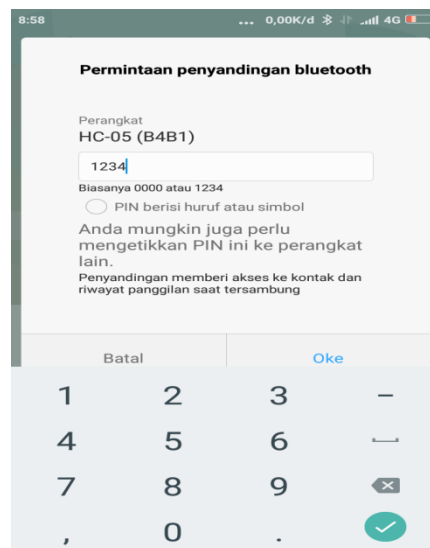 8:58 ... 0,00K/d 4G
Permintaan penyandingan bluetooth
Perangkat
HC-05 (B4B1)
1234
Biasanya 0000 atau 1234
PIN berisi huruf atau simbol
Anda mungkin juga perlu
mengetikkan PIN ini ke perangkat
lain.
Penyandingan memberi akses ke kontak dan
riwayat panggilan saat tersambung
Batal Oke
1 2 3 –
4 5 6
7 8 9
, 0 .